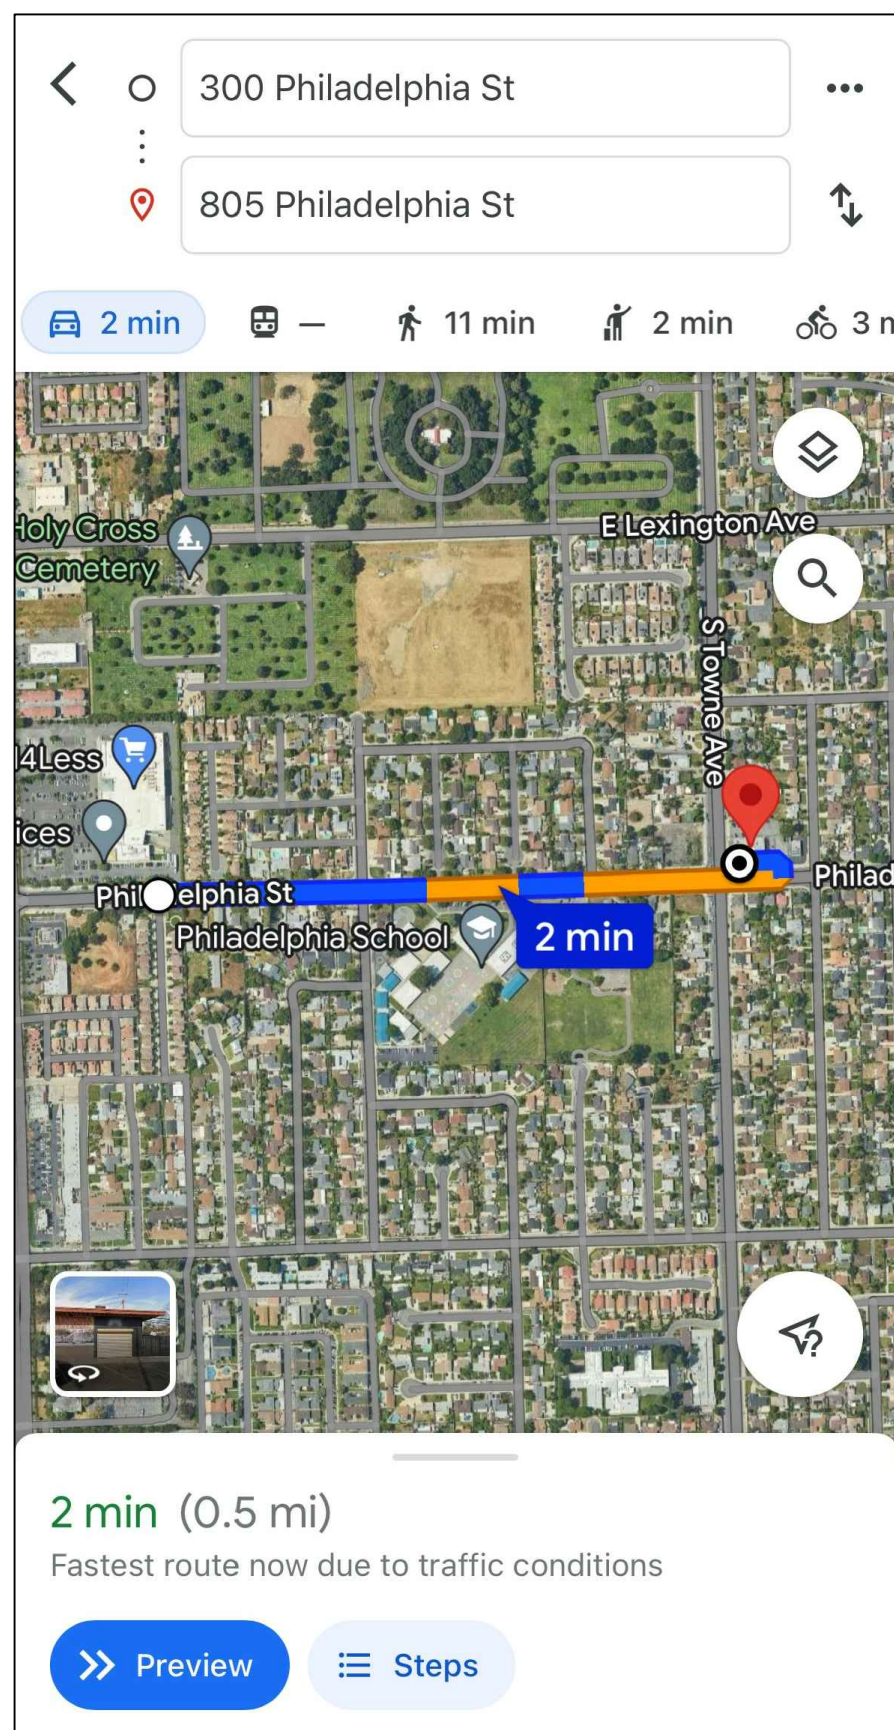 300 Philadelphia St
805 Philadelphia St
2 min
—
11 min
2 min
3 m
E Lexington Ave
Holy Cross
Cemetery
S Towne Ave
4Less
ices
Philadelphia St
Philad
Philadelphia School
2 min
2 min (0.5 mi)
Fastest route now due to traffic conditions
Preview
Steps